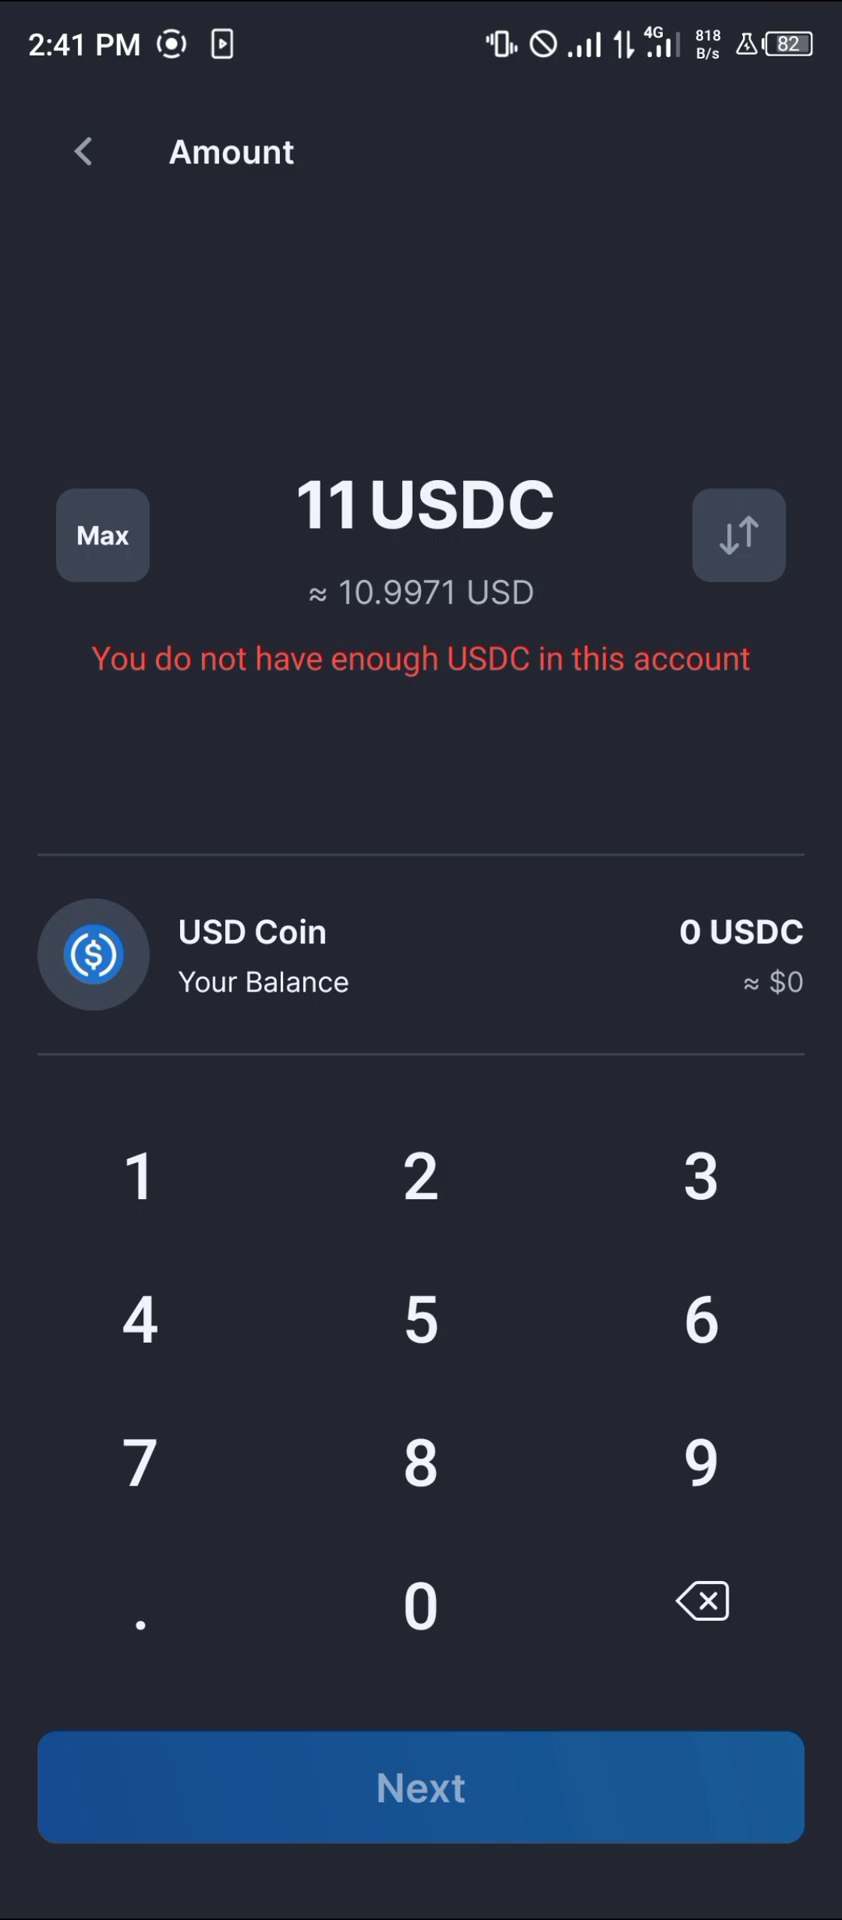 2:41 PM 4G 818 B/s 82
Amount
Max
11 USDC
≈ 10.9971 USD
You do not have enough USDC in this account
USD Coin 0 USDC
Your Balance ≈ $0
1 2 3
4 5 6
7 8 9
. 0
Next